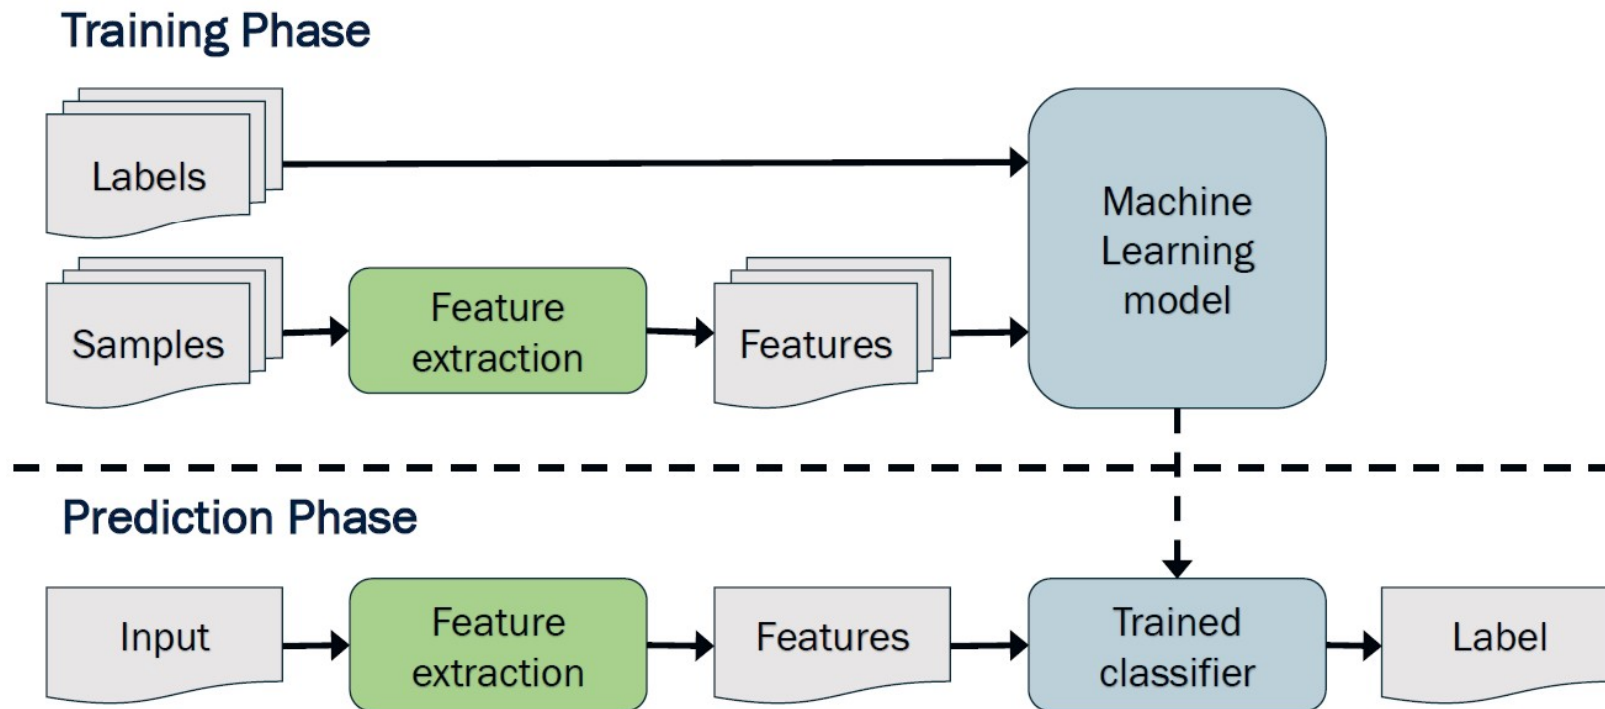 Training Phase
Labels
Machine
Learning
model
Samples
Feature
extraction
Features
Prediction Phase
Input
Feature
extraction
Features
Trained
classifier
Label